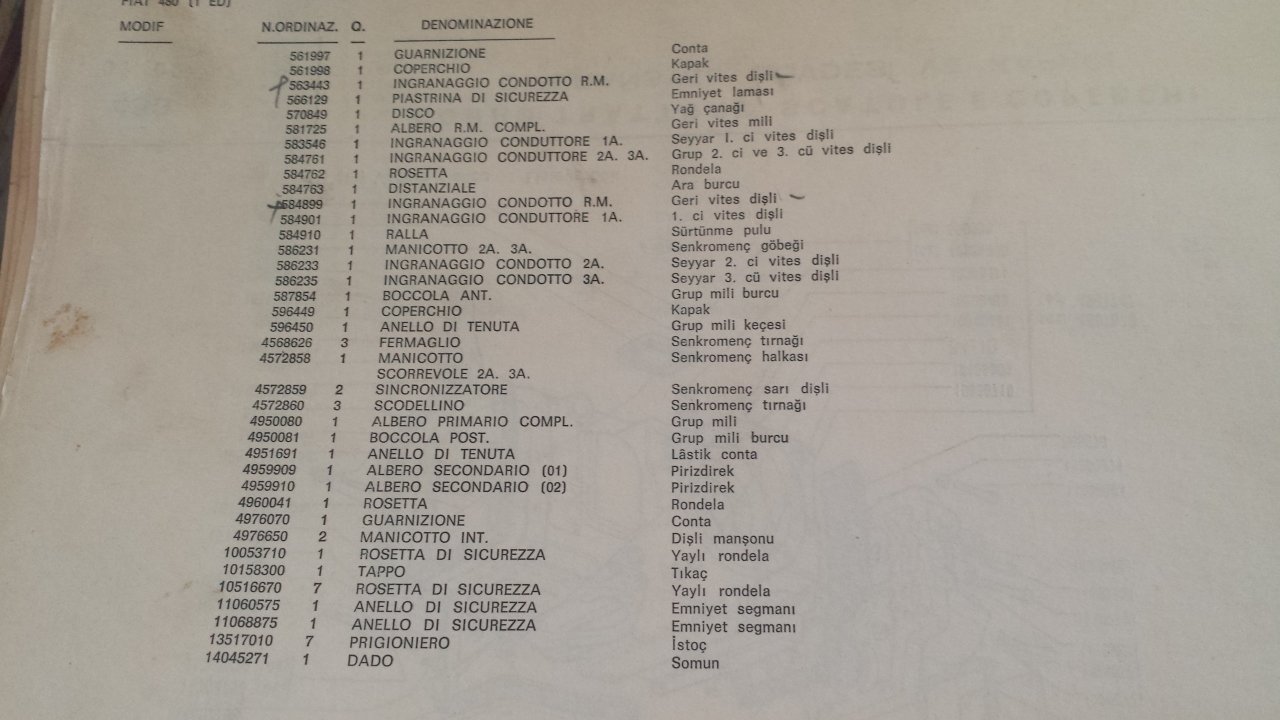 FIAT 480 (1 ED)
MODIF N.ORDINAZ. Q. DENOMINAZIONE
561997 1 GUARNIZIONE Conta
561998 1 COPERCHIO Kapak
563443 1 INGRANAGGIO CONDOTTO R.M. Geri vites dişli
566129 1 PIASTRINA DI SICUREZZA Emniyet laması
570849 1 DISCO Yağ çanağı
581725 1 ALBERO R.M. COMPL. Geri vites mili
583546 1 INGRANAGGIO CONDUTTORE 1A. Seyyar I. ci vites dişli
584761 1 INGRANAGGIO CONDUTTORE 2A. 3A. Grup 2. ci ve 3. cü vites dişli
584762 1 ROSETTA Rondela
584763 1 DISTANZIALE Ara burcu
584899 1 INGRANAGGIO CONDOTTO R.M. Geri vites dişli
584901 1 INGRANAGGIO CONDUTTORE 1A. 1. ci vites dişli
584910 1 RALLA Sürtünme pulu
586231 1 MANICOTTO 2A. 3A. Senkromenç göbeği
586233 1 INGRANAGGIO CONDOTTO 2A. Seyyar 2. ci vites dişli
586235 1 INGRANAGGIO CONDOTTO 3A. Seyyar 3. cü vites dişli
587854 1 BOCCOLA ANT. Grup mili burcu
596449 1 COPERCHIO Kapak
596450 1 ANELLO DI TENUTA Grup mili keçesi
4568626 3 FERMAGLIO Senkromenç tırnağı
4572858 1 MANICOTTO Senkromenç halkası
SCORREVOLE 2A. 3A.
4572859 2 SINCRONIZZATORE Senkromenç sarı dişli
4572860 3 SCODELLINO Senkromenç tırnağı
4950080 1 ALBERO PRIMARIO COMPL. Grup mili
4950081 1 BOCCOLA POST. Grup mili burcu
4951691 1 ANELLO DI TENUTA Lâstik conta
4959909 1 ALBERO SECONDARIO (01) Pirizdirek
4959910 1 ALBERO SECONDARIO (02) Pirizdirek
4960041 1 ROSETTA Rondela
4976070 1 GUARNIZIONE Conta
4976650 2 MANICOTTO INT. Dişli manşonu
10053710 1 ROSETTA DI SICUREZZA Yaylı rondela
10158300 1 TAPPO Tıkaç
10516670 7 ROSETTA DI SICUREZZA Yaylı rondela
11060575 1 ANELLO DI SICUREZZA Emniyet segmanı
11068875 1 ANELLO DI SICUREZZA Emniyet segmanı
13517010 7 PRIGIONIERO İstoç
14045271 1 DADO Somun